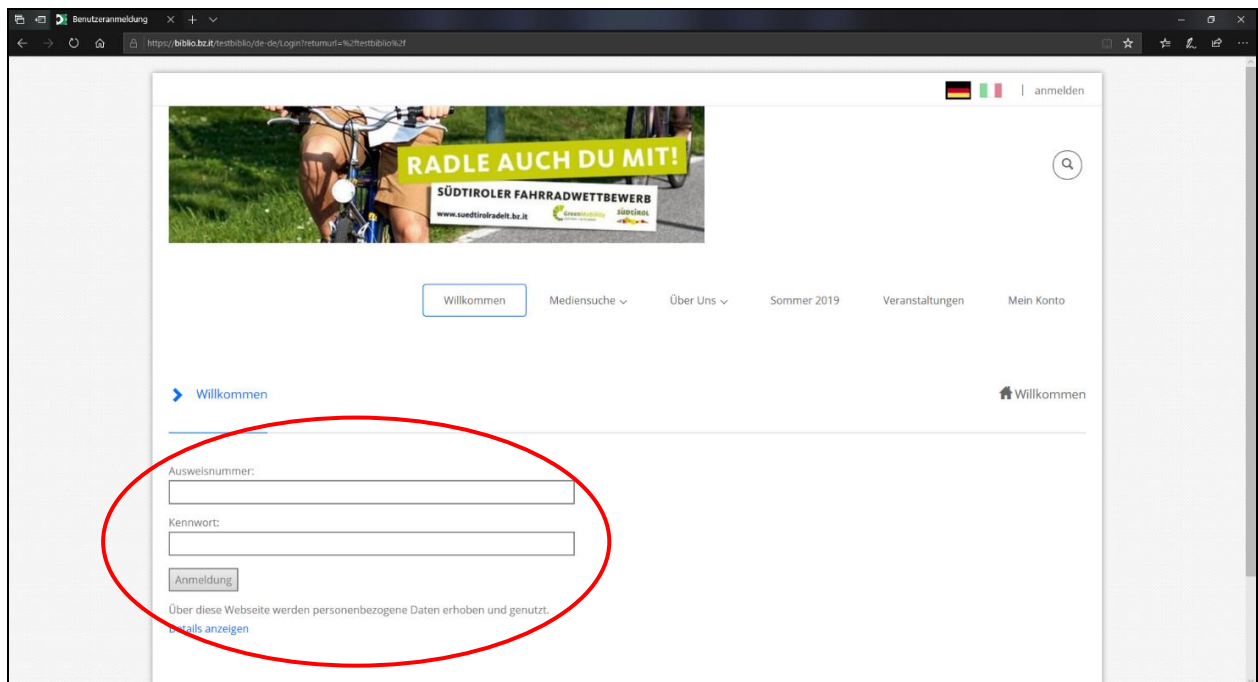 Benutzeranmeldung
https://biblio.bz.it/testbiblio/de-de/Login?returnurl=%2ftestbiblio%2f
| anmelden
RADLE AUCH DU MIT!
SÜDTIROLER FAHRRADWETTBEWERB
www.suedtirolradelt.bz.it GreenMobility SÜDTIROL
Willkommen Mediensuche Über Uns Sommer 2019 Veranstaltungen Mein Konto
Willkommen Willkommen
Ausweisnummer:
Kennwort:
Anmeldung
Über diese Webseite werden personenbezogene Daten erhoben und genutzt.
Details anzeigen